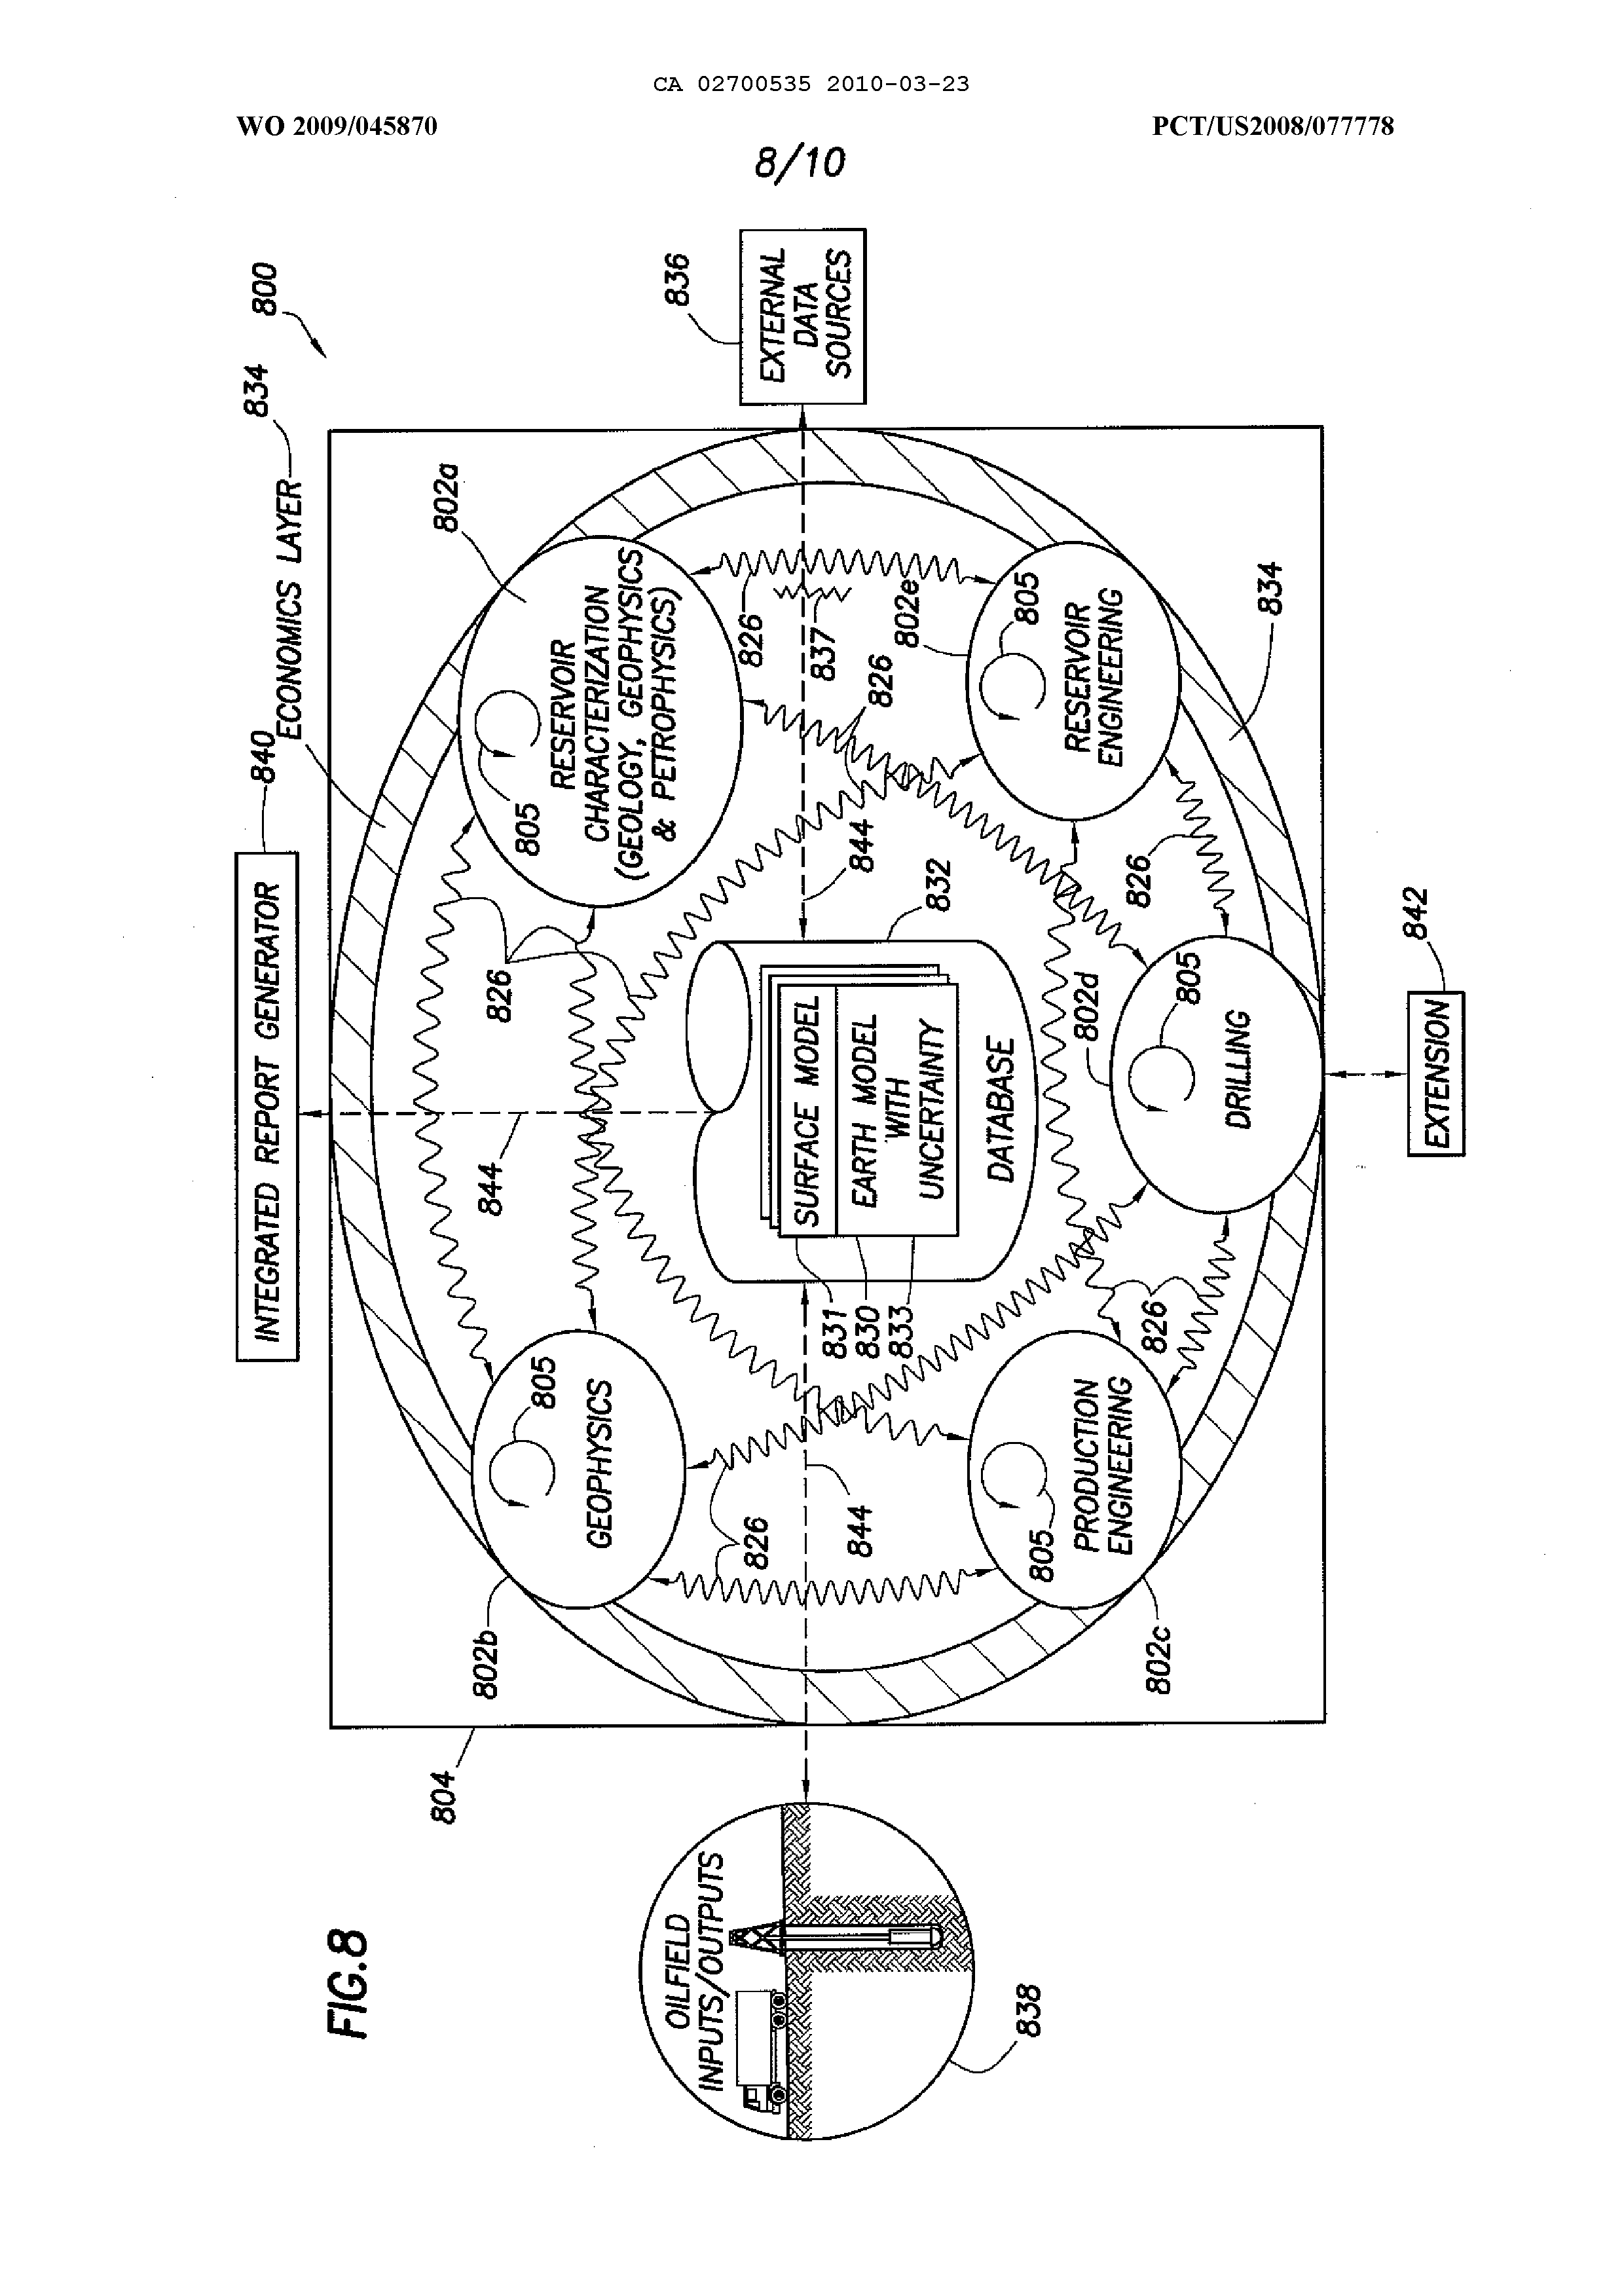 CA 02700535 2010-03-23
WO 2009/045870
PCT/US2008/077778
8/10
FIG.8
800
INTEGRATED REPORT GENERATOR
840
ECONOMICS LAYER
834
804
802b
802a
805
GEOPHYSICS
826
844
805
RESERVOIR
CHARACTERIZATION
(GEOLOGY, GEOPHYSICS
& PETROPHYSICS)
OILFIELD
INPUTS/OUTPUTS
838
826
844
831
830
833
SURFACE MODEL
EARTH MODEL
WITH
UNCERTAINTY
DATABASE
832
844
826
837
826
836
EXTERNAL
DATA
SOURCES
802e
805
RESERVOIR
ENGINEERING
805
PRODUCTION
ENGINEERING
802c
826
802d
805
DRILLING
826
834
EXTENSION
842